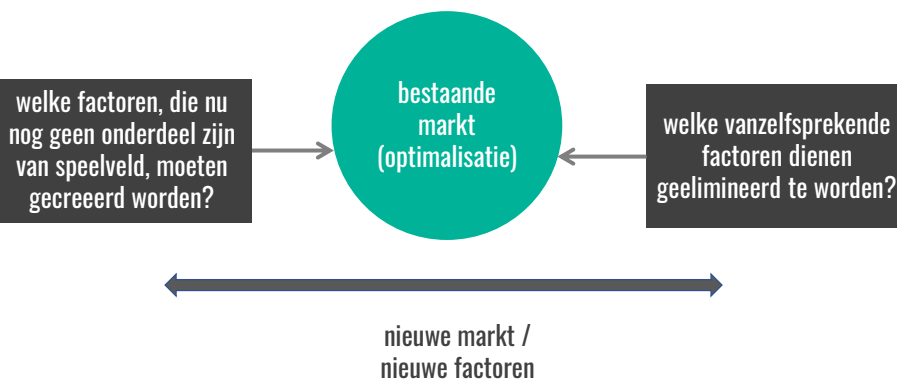 welke factoren, die nu
nog geen onderdeel zijn
van speelveld, moeten
gecreeerd worden?
bestaande
markt
(optimalisatie)
welke vanzelfsprekende
factoren dienen
geelimineerd te worden?
nieuwe markt /
nieuwe factoren